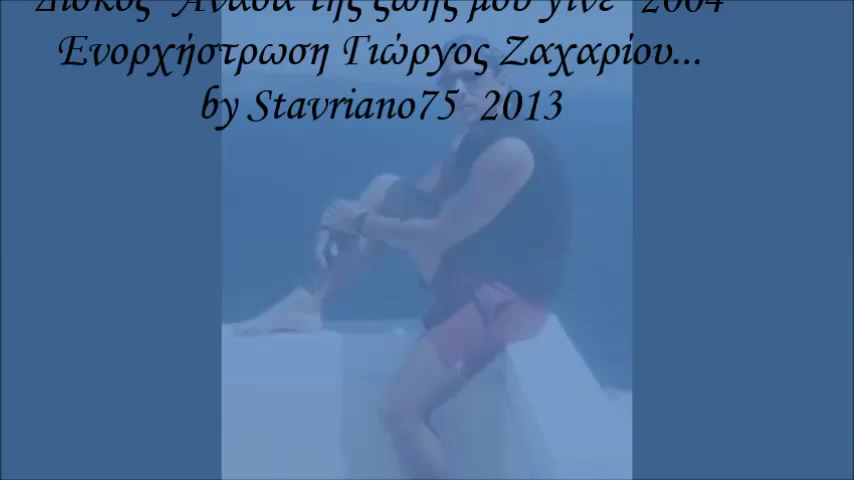 Δίσκος "Ανάσα της ζωής μου γίνε" 2004
Ενορχήστρωση Γιώργος Ζαχαρίου...
by Stavriano75 2013